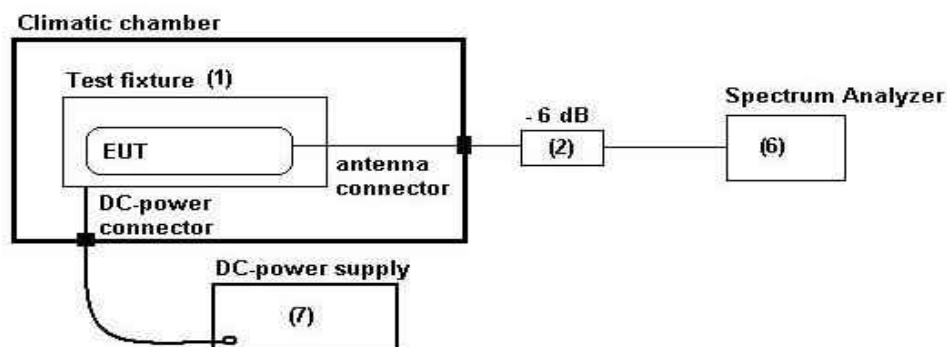 Climatic chamber
Test fixture (1)
EUT
antenna
connector
DC-power
connector
- 6 dB
(2)
Spectrum Analyzer
(6)
DC-power supply
(7)